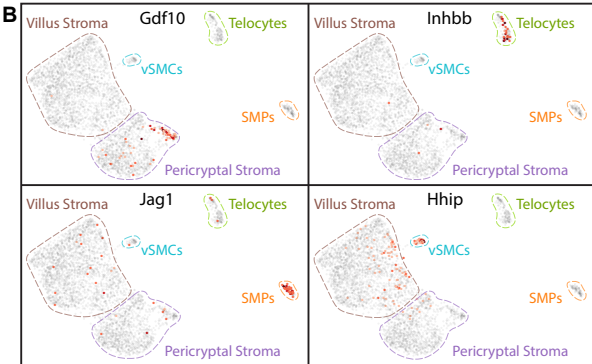 B
Gdf10
Villus Stroma
Telocytes
vSMCs
SMPs
Pericryptal Stroma
Inhbb
Villus Stroma
Telocytes
vSMCs
SMPs
Pericryptal Stroma
Jag1
Villus Stroma
Telocytes
vSMCs
SMPs
Pericryptal Stroma
Hhip
Villus Stroma
Telocytes
vSMCs
SMPs
Pericryptal Stroma